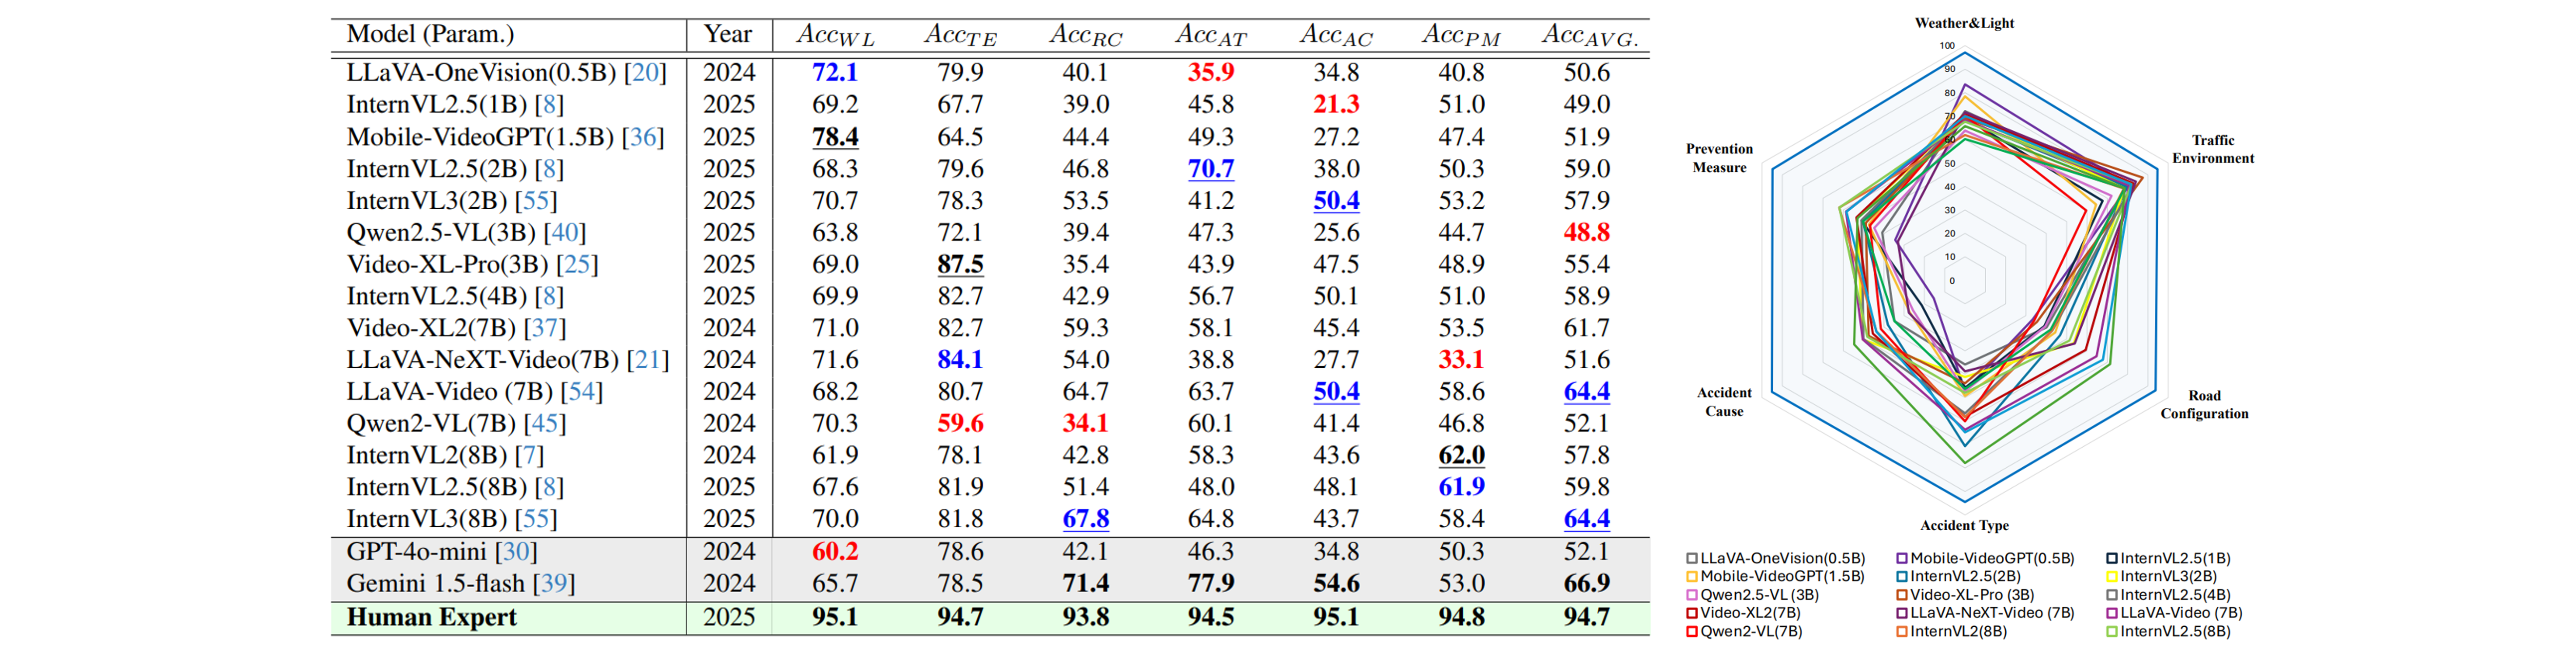 Model (Param.) Year Acc_WL Acc_TE Acc_RC Acc_AT Acc_AC Acc_PM Acc_AVG.
LLaVA-OneVision(0.5B) [20] 2024 72.1 79.9 40.1 35.9 34.8 40.8 50.6
InternVL2.5(1B) [8] 2025 69.2 67.7 39.0 45.8 21.3 51.0 49.0
Mobile-VideoGPT(1.5B) [36] 2025 78.4 64.5 44.4 49.3 27.2 47.4 51.9
InternVL2.5(2B) [8] 2025 68.3 79.6 46.8 70.7 38.0 50.3 59.0
InternVL3(2B) [55] 2025 70.7 78.3 53.5 41.2 50.4 53.2 57.9
Qwen2.5-VL(3B) [40] 2025 63.8 72.1 39.4 47.3 25.6 44.7 48.8
Video-XL-Pro(3B) [25] 2025 69.0 87.5 35.4 43.9 47.5 48.9 55.4
InternVL2.5(4B) [8] 2025 69.9 82.7 42.9 56.7 50.1 51.0 58.9
Video-XL2(7B) [37] 2024 71.0 82.7 59.3 58.1 45.4 53.5 61.7
LLaVA-NeXT-Video(7B) [21] 2024 71.6 84.1 54.0 38.8 27.7 33.1 51.6
LLaVA-Video (7B) [54] 2024 68.2 80.7 64.7 63.7 50.4 58.6 64.4
Qwen2-VL(7B) [45] 2024 70.3 59.6 34.1 60.1 41.4 46.8 52.1
InternVL2(8B) [7] 2024 61.9 78.1 42.8 58.3 43.6 62.0 57.8
InternVL2.5(8B) [8] 2025 67.6 81.9 51.4 48.0 48.1 61.9 59.8
InternVL3(8B) [55] 2025 70.0 81.8 67.8 64.8 43.7 58.4 64.4
GPT-4o-mini [30] 2024 60.2 78.6 42.1 46.3 34.8 50.3 52.1
Gemini 1.5-flash [39] 2024 65.7 78.5 71.4 77.9 54.6 53.0 66.9
Human Expert 2025 95.1 94.7 93.8 94.5 95.1 94.8 94.7
Weather&Light
100
90
80
70
60
50
40
30
20
10
0
Traffic
Environment
Prevention
Measure
Accident
Cause
Road
Configuration
Accident Type
LLaVA-OneVision(0.5B) Mobile-VideoGPT(0.5B) InternVL2.5(1B)
Mobile-VideoGPT(1.5B) InternVL2.5(2B) InternVL3(2B)
Qwen2.5-VL (3B) Video-XL-Pro (3B) InternVL2.5(4B)
Video-XL2(7B) LLaVA-NeXT-Video (7B) LLaVA-Video (7B)
Qwen2-VL(7B) InternVL2(8B) InternVL2.5(8B)